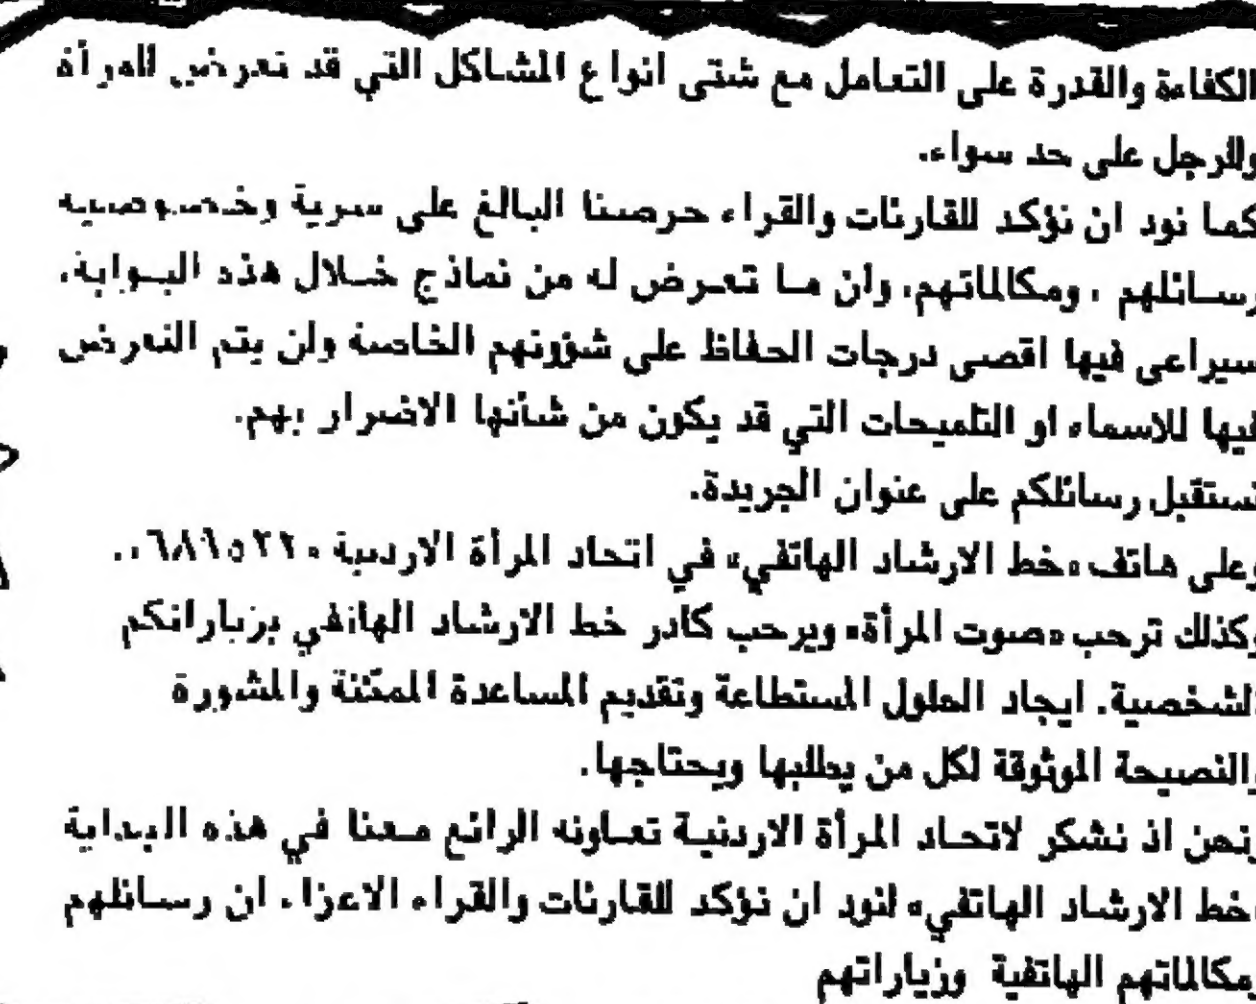 الكفاءة والقدرة على التعامل مع شتى انواع المشاكل التي قد تعرض للمرأة
وللرجل على حد سواء.
كما نود ان نؤكد للقارئات والقراء حرصنا البالغ على سرية وخصوصية
رسائلهم ، ومكالماتهم، وان ما تعرض له من نماذج خلال هذه البوابة،
سيراعى فيها اقصى درجات الحفاظ على شؤونهم الخاصة ولن يتم التعرض
فيها للاسماء او التلميحات التي قد يكون من شأنها الاضرار بهم.
نستقبل رسائلكم على عنوان الجريدة.
وعلى هاتف «خط الارشاد الهاتفي» في اتحاد المرأة الاردنية
وكذلك ترحب «صوت المرأة» ويرحب كادر خط الارشاد الهاتفي بزياراتكم
الشخصية. ايجاد الحلول المستطاعة وتقديم المساعدة الممكنة والمشورة
والنصيحة الموثوقة لكل من يطلبها ويحتاجها.
ونحن اذ نشكر لاتحاد المرأة الاردنية تعاونه الرائع معنا في هذه البداية
«خط الارشاد الهاتفي» لنود ان نؤكد للقارئات والقراء الاعزاء، ان رسائلهم
ومكالماتهم الهاتفية وزياراتهم